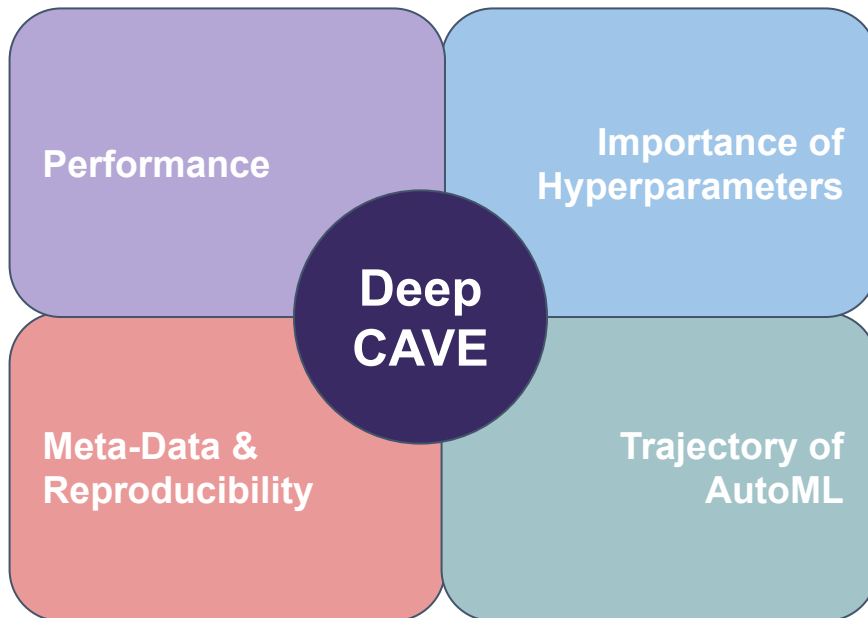 Performance
Importance of
Hyperparameters
Deep
CAVE
Meta-Data &
Reproducibility
Trajectory of
AutoML